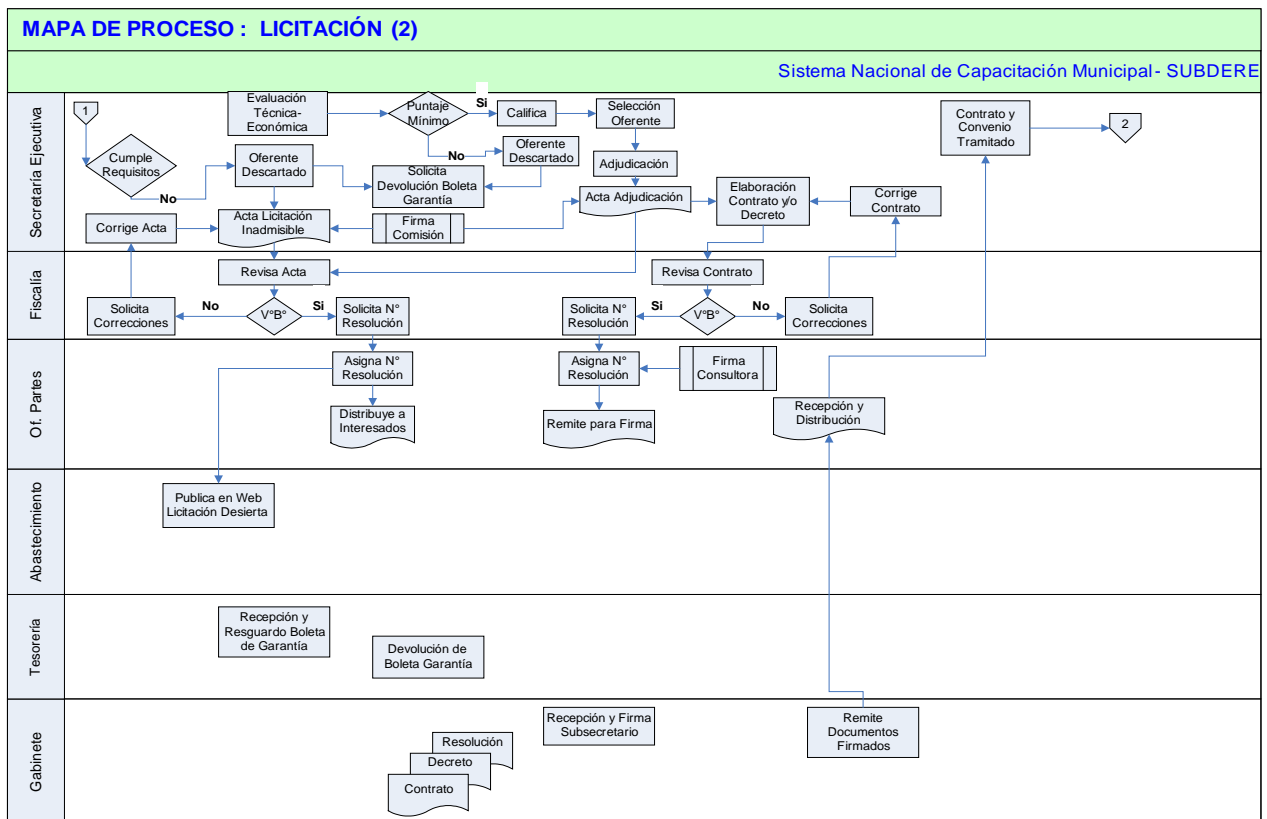 MAPA DE PROCESO : LICITACIÓN (2)
Sistema Nacional de Capacitación Municipal- SUBDERE
Secretaría Ejecutiva
1
Evaluación
Técnica-
Económica
Puntaje
Mínimo
Si
Califica
Selección
Oferente
Contrato y
Convenio
Tramitado
2
Cumple
Requisitos
No
Oferente
Descartado
No
Oferente
Descartado
Solicita
Devolución Boleta
Garantía
Adjudicación
Corrige Acta
Acta Licitación
Inadmisible
Firma
Comisión
Acta Adjudicación
Elaboración
Contrato y/o
Decreto
Corrige
Contrato
Fiscalía
Revisa Acta
Revisa Contrato
Solicita
Correcciones
No
V°B°
Si
Solicita N°
Resolución
Solicita N°
Resolución
Si
V°B°
No
Solicita
Correcciones
Of. Partes
Asigna N°
Resolución
Asigna N°
Resolución
Firma
Consultora
Distribuye a
Interesados
Remite para Firma
Recepción y
Distribución
Abastecimiento
Publica en Web
Licitación Desierta
Tesorería
Recepción y
Resguardo Boleta
de Garantía
Devolución de
Boleta Garantía
Gabinete
Resolución
Decreto
Contrato
Recepción y Firma
Subsecretario
Remite
Documentos
Firmados